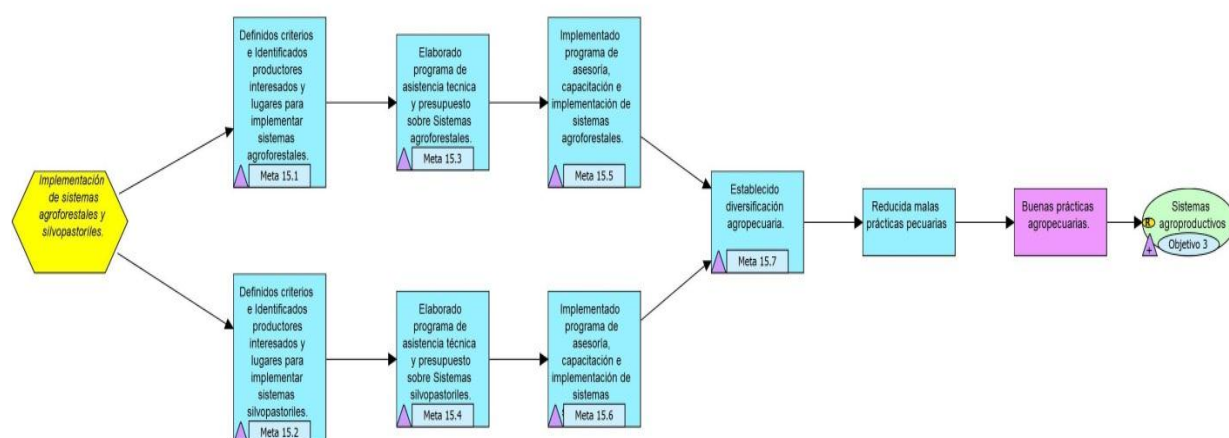 Implementación
de sistemas
agroforestales y
silvopastoriles.
Definidos criterios
e Identificados
productores
interesados y
lugares para
implementar
sistemas
agroforestales.
Meta 15.1
Elaborado
programa de
asistencia tecnica
y presupuesto
sobre Sistemas
agroforestales.
Meta 15.3
Implementado
programa de
asesoría,
capacitación e
implementación de
sistemas
agroforestales.
Meta 15.5
Definidos criterios
e Identificados
productores
interesados y
lugares para
implementar
sistemas
silvopastoriles.
Meta 15.2
Elaborado
programa de
asistencia técnica
y presupuesto
sobre Sistemas
silvopastoriles.
Meta 15.4
Implementado
programa de
asesoría,
capacitación e
implementación de
sistemas
Meta 15.6
Establecido
diversificación
agropecuaria.
Meta 15.7
Reducida malas
prácticas pecuarias
Buenas prácticas
agropecuarias.
Sistemas
agroproductivos
Objetivo 3
+